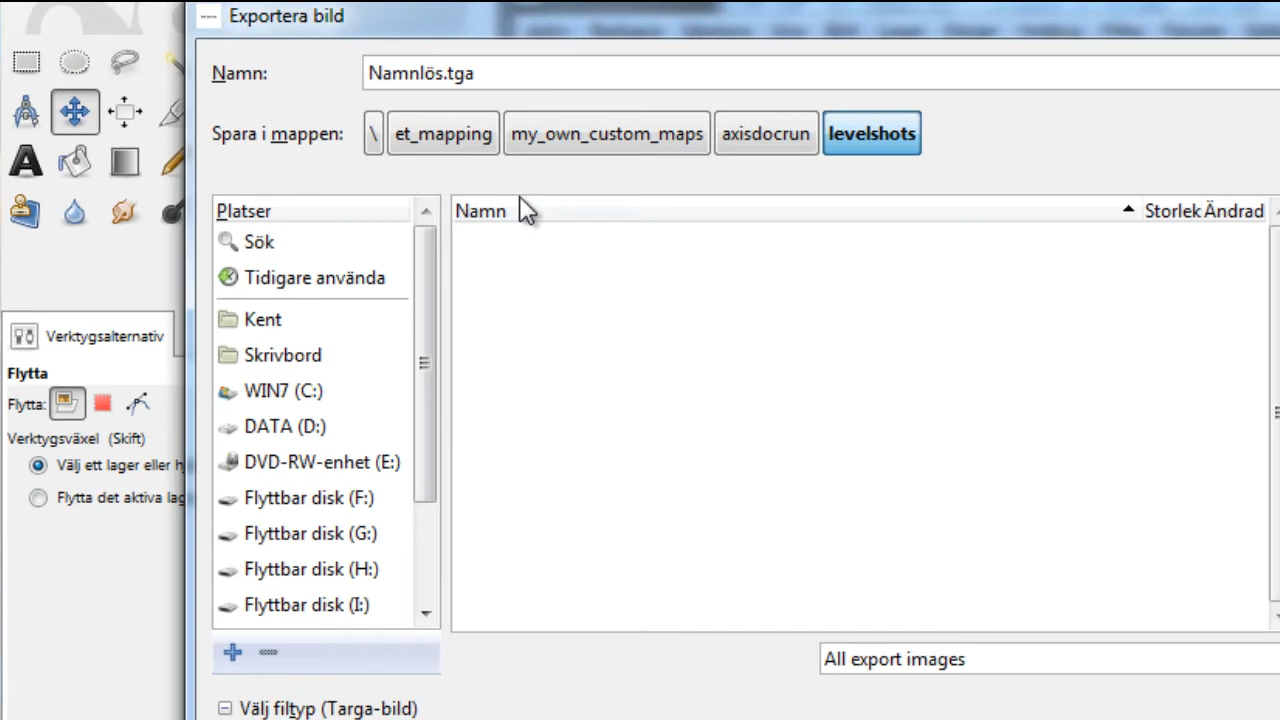 Exportera bild
Namn: Namnlös.tga
Spara i mappen: \ et_mapping my_own_custom_maps axisdocrun levelshots
Platser
Sök
Tidigare använda
Kent
Skrivbord
WIN7 (C:)
DATA (D:)
DVD-RW-enhet (E:)
Flyttbar disk (F:)
Flyttbar disk (G:)
Flyttbar disk (H:)
Flyttbar disk (I:)
Namn Storlek Ändrad
All export images
Välj filtyp (Targa-bild)
Verktygsalternativ
Flytta
Flytta:
Verktygsväxel (Skift)
Välj ett lager eller h
Flytta det aktiva lag